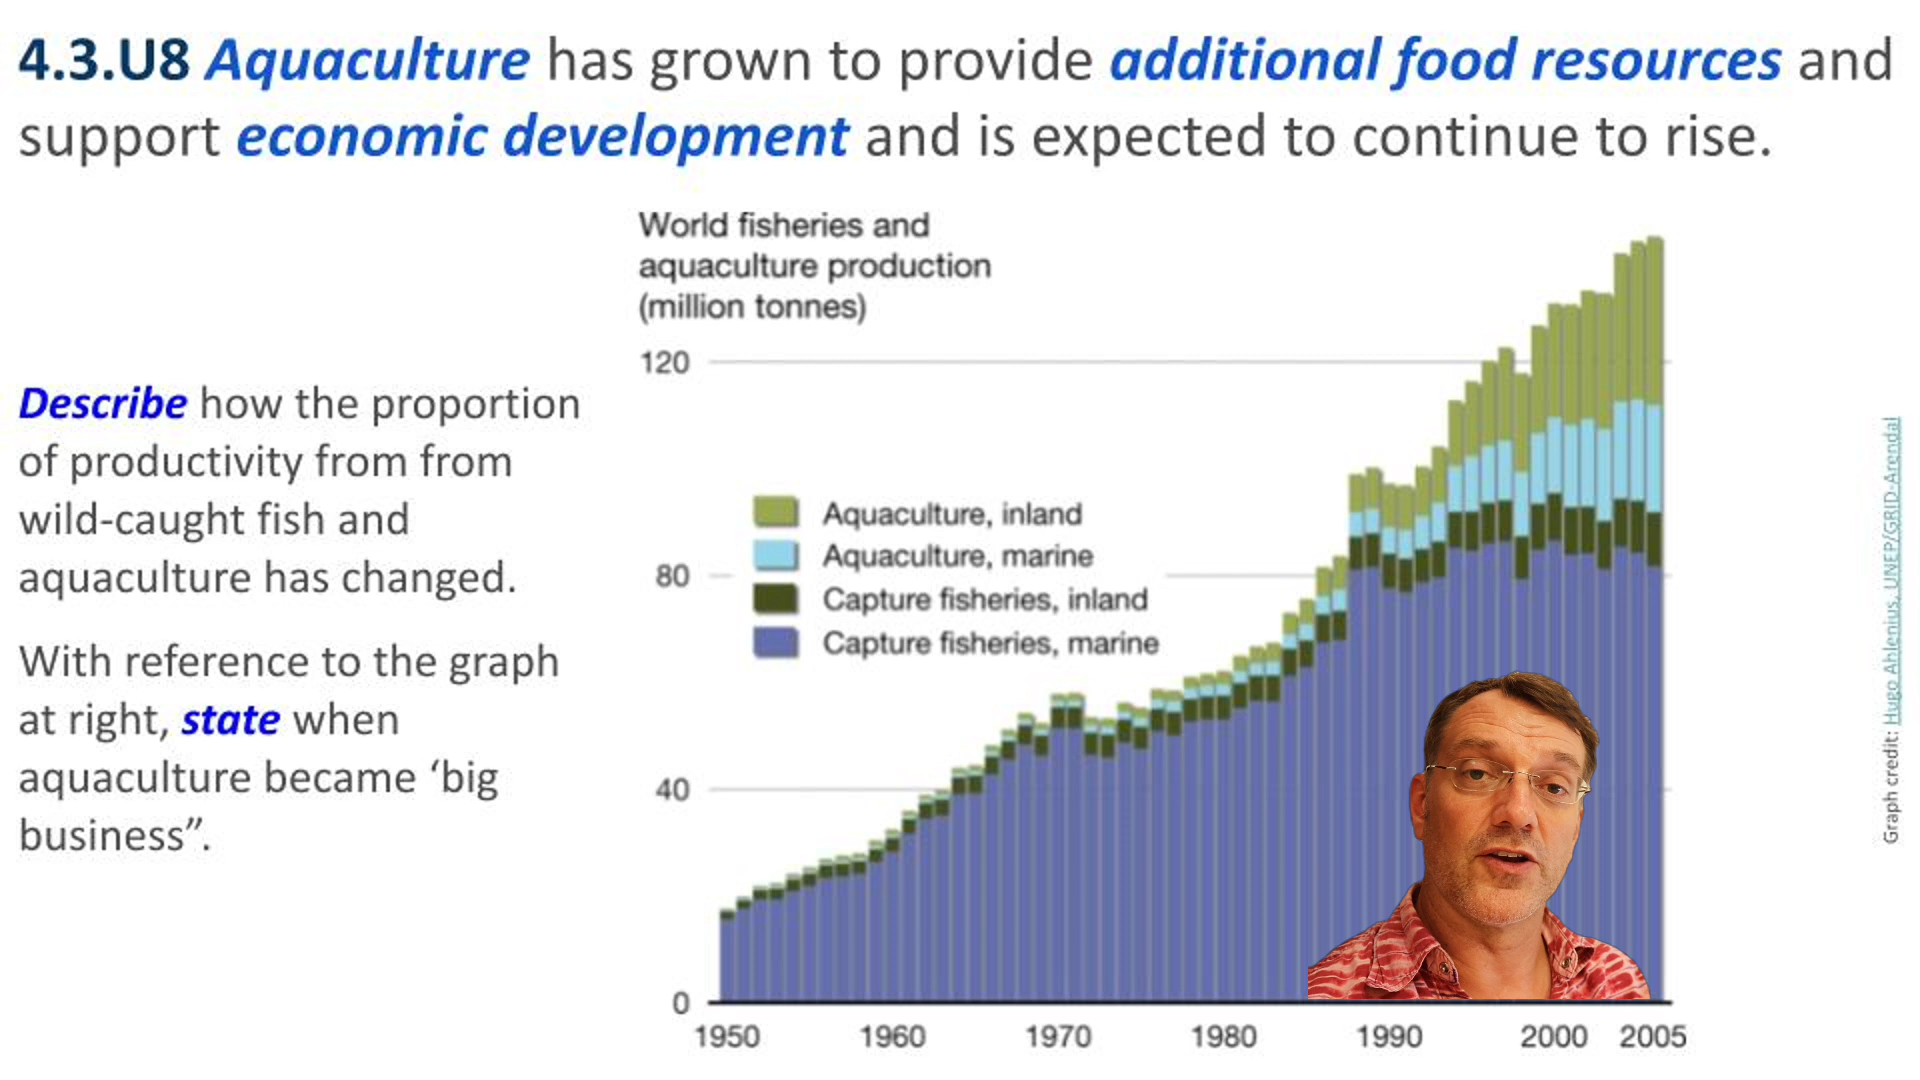 4.3.U8 Aquaculture has grown to provide additional food resources and
support economic development and is expected to continue to rise.
Describe how the proportion
of productivity from from
wild-caught fish and
aquaculture has changed.
With reference to the graph
at right, state when
aquaculture became ‘big
business”.
World fisheries and
aquaculture production
(million tonnes)
120
80
40
0
Aquaculture, inland
Aquaculture, marine
Capture fisheries, inland
Capture fisheries, marine
1950 1960 1970 1980 1990 2000 2005
Graph credit: Hugo Ahlenius, UNEP/GRID-Arendal